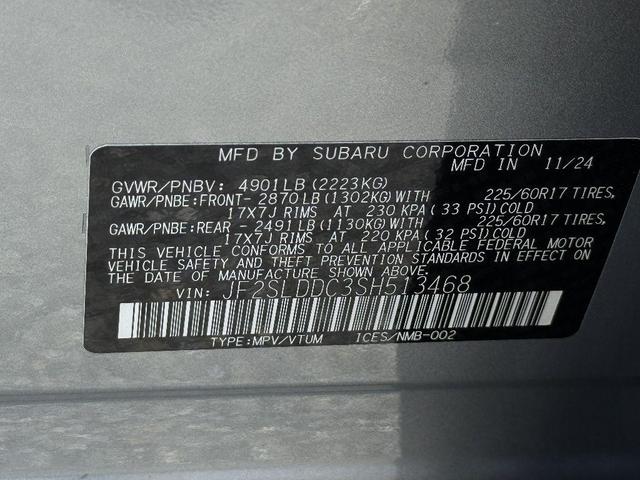 MFD BY SUBARU CORPORATION
MFD IN 11/24
GVWR/PNBV: 4901LB (2223KG)
GAWR/PNBE:FRONT- 2870LB (1302KG) WITH 225/60R17 TIRES,
17X7J RIMS AT 230 KPA ( 33 PSI) COLD
GAWR/PNBE:REAR - 2491LB (1130KG) WITH 225/60R17 TIRES,
17X7J RIMS AT 220 KPA ( 32 PSI) COLD
THIS VEHICLE CONFORMS TO ALL APPLICABLE FEDERAL MOTOR
VEHICLE SAFETY AND THEFT PREVENTION STANDARDS IN EFFECT ON
THE DATE OF MANUFACTURE SHOWN ABOVE.
VIN: JF2SLDDC3SH513468
TYPE:MPV/VTUM ICES/NMB-002